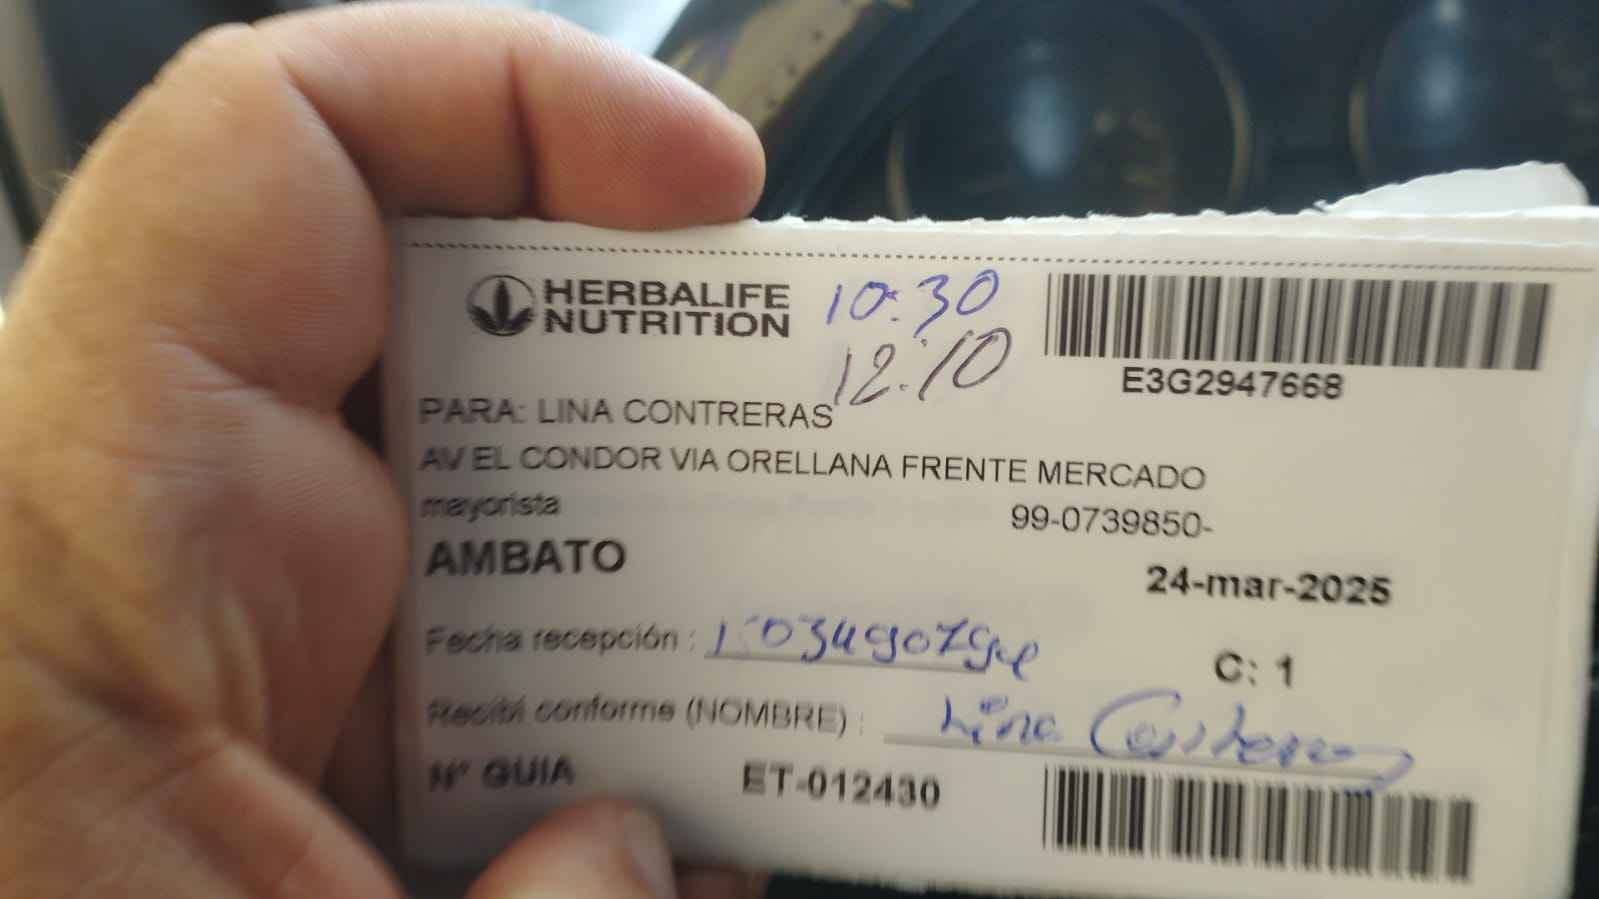 HERBALIFE
NUTRITION
10:30
12:10
E3G2947668
PARA: LINA CONTRERAS
AV EL CONDOR VIA ORELLANA FRENTE MERCADO
mayorista
99-0739850-
AMBATO
24-mar-2025
Fecha recepción :
C: 1
Recibí conforme (NOMBRE) : Lina Contreras
N° GUIA ET-012430